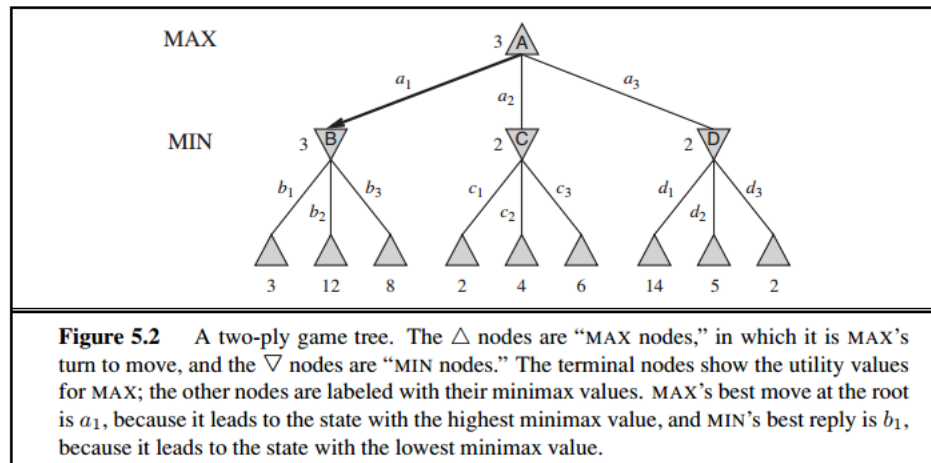 MAX 3 A
a1 a2 a3
MIN 3 B 2 C 2 D
b1 b2 b3 c1 c2 c3 d1 d2 d3
3 12 8 2 4 6 14 5 2
Figure 5.2 A two-ply game tree. The △ nodes are “MAX nodes,” in which it is MAX’s
turn to move, and the ▽ nodes are “MIN nodes.” The terminal nodes show the utility values
for MAX; the other nodes are labeled with their minimax values. MAX’s best move at the root
is a1, because it leads to the state with the highest minimax value, and MIN’s best reply is b1,
because it leads to the state with the lowest minimax value.